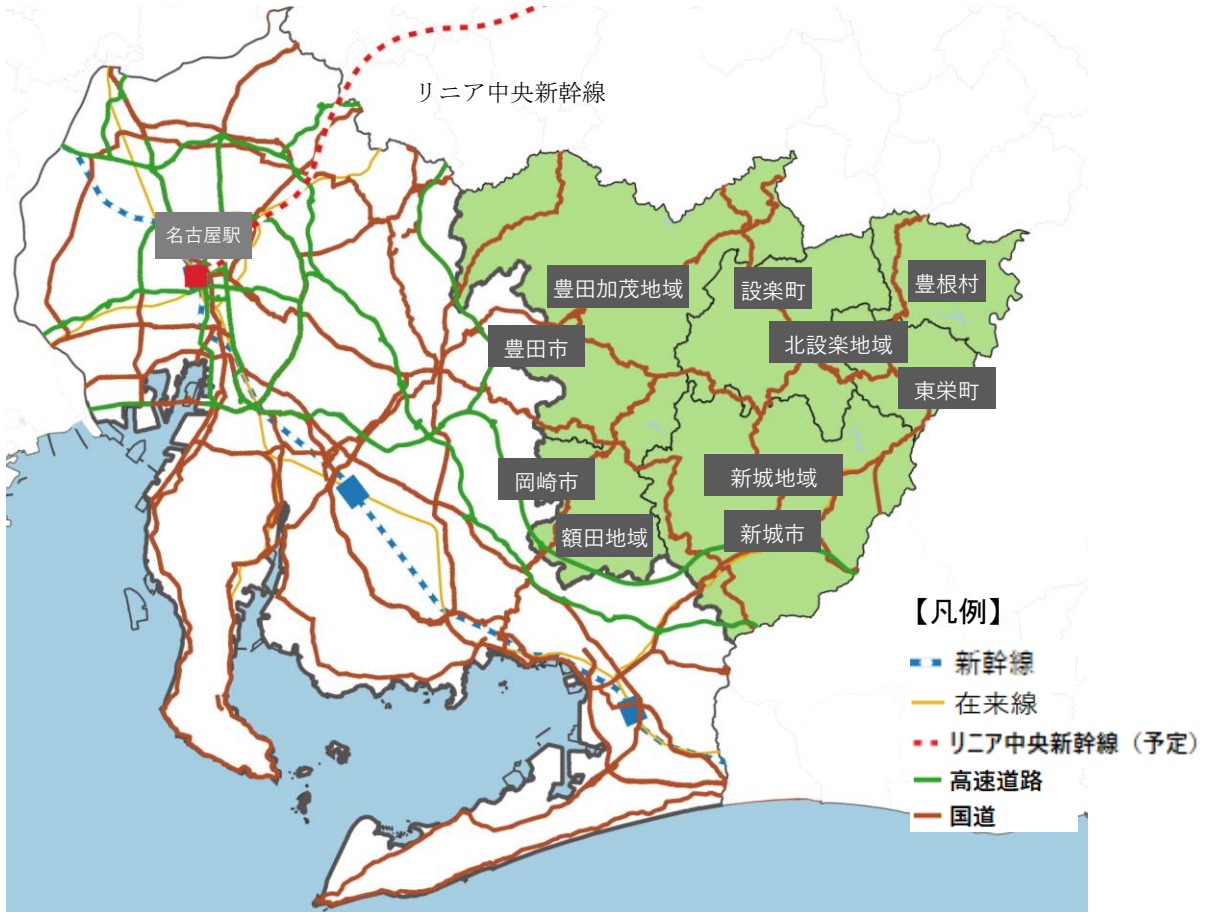 リニア中央新幹線
名古屋駅
豊田加茂地域
設楽町
豊根村
豊田市
北設楽地域
東栄町
岡崎市
新城地域
額田地域
新城市
【凡例】
新幹線
在来線
リニア中央新幹線（予定）
高速道路
国道